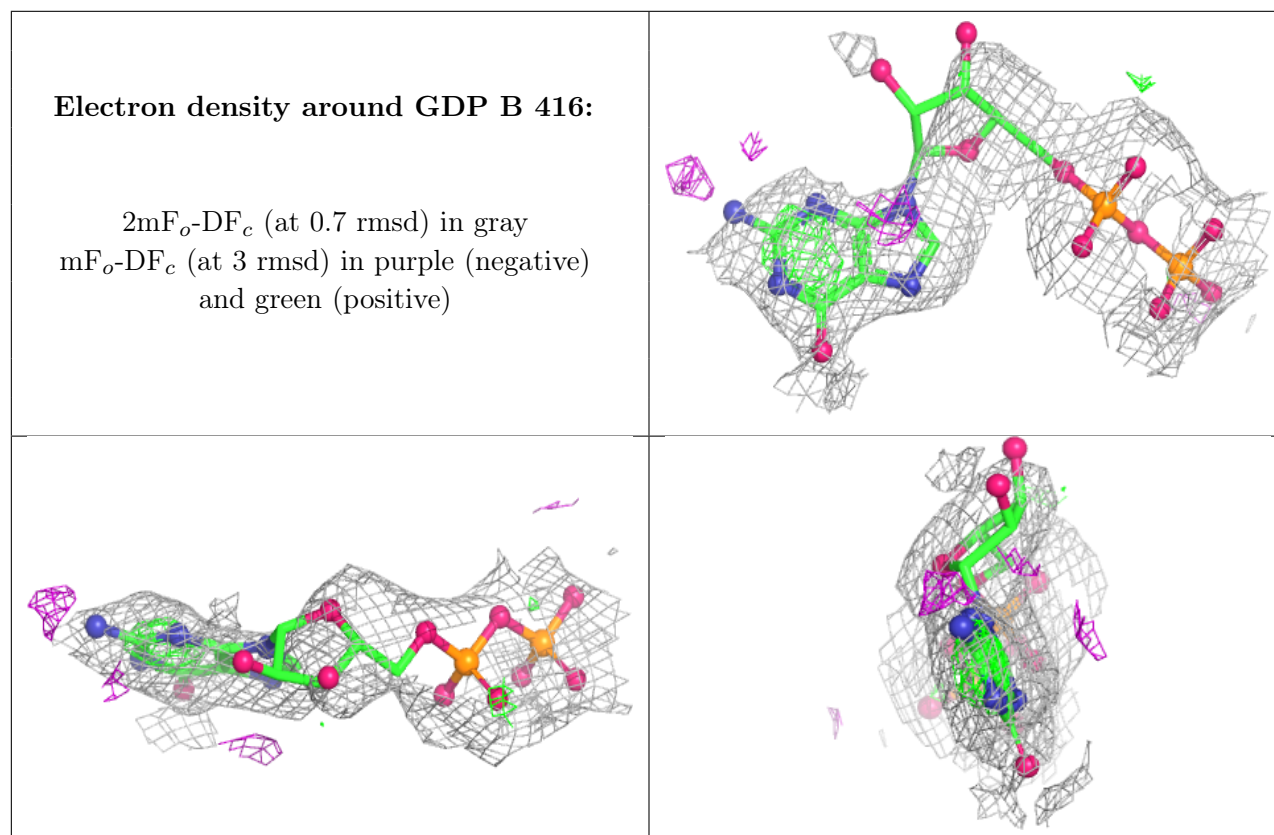 Electron density around GDP B 416:
2mFₒ-DF𝒸 (at 0.7 rmsd) in gray
mFₒ-DF𝒸 (at 3 rmsd) in purple (negative)
and green (positive)